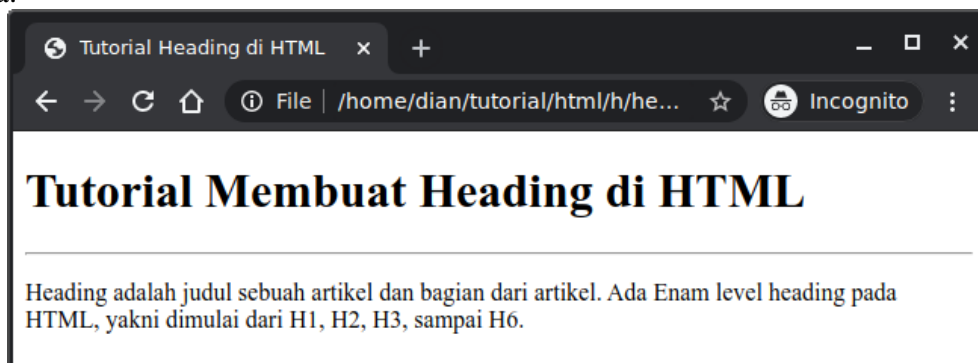 Tutorial Heading di HTML
File /home/dian/tutorial/html/h/he... Incognito
Tutorial Membuat Heading di HTML
Heading adalah judul sebuah artikel dan bagian dari artikel. Ada Enam level heading pada
HTML, yakni dimulai dari H1, H2, H3, sampai H6.